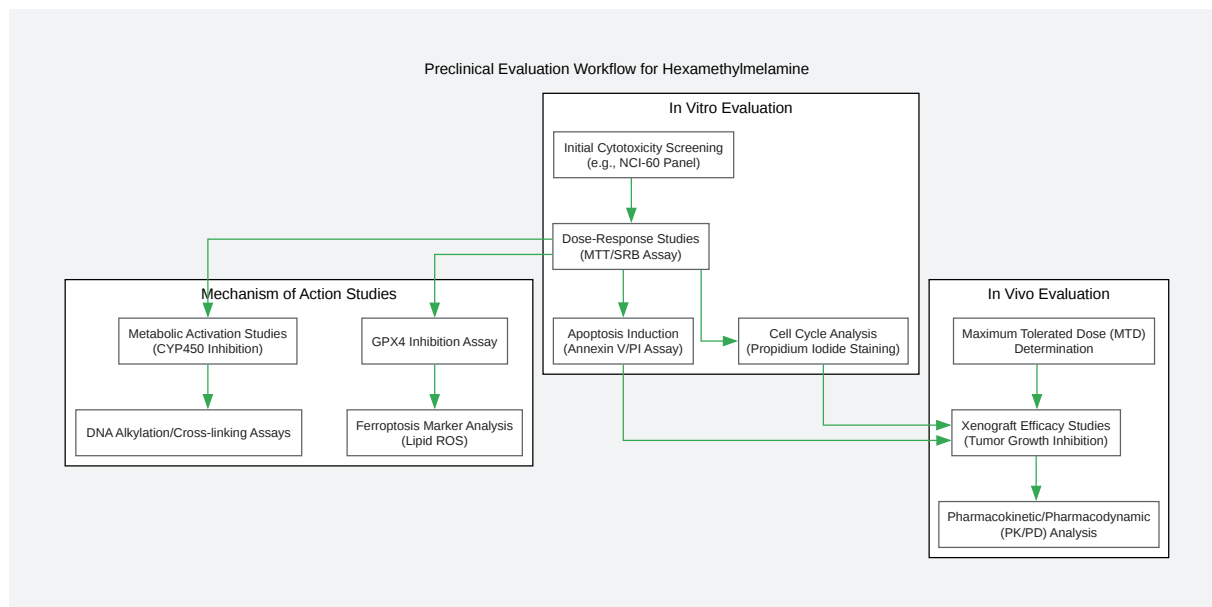 Preclinical Evaluation Workflow for Hexamethylmelamine
In Vitro Evaluation
Initial Cytotoxicity Screening
(e.g., NCI-60 Panel)
Dose-Response Studies
(MTT/SRB Assay)
Apoptosis Induction
(Annexin V/PI Assay)
Cell Cycle Analysis
(Propidium Iodide Staining)
Mechanism of Action Studies
Metabolic Activation Studies
(CYP450 Inhibition)
GPX4 Inhibition Assay
DNA Alkylation/Cross-linking Assays
Ferroptosis Marker Analysis
(Lipid ROS)
In Vivo Evaluation
Maximum Tolerated Dose (MTD)
Determination
Xenograft Efficacy Studies
(Tumor Growth Inhibition)
Pharmacokinetic/Pharmacodynamic
(PK/PD) Analysis